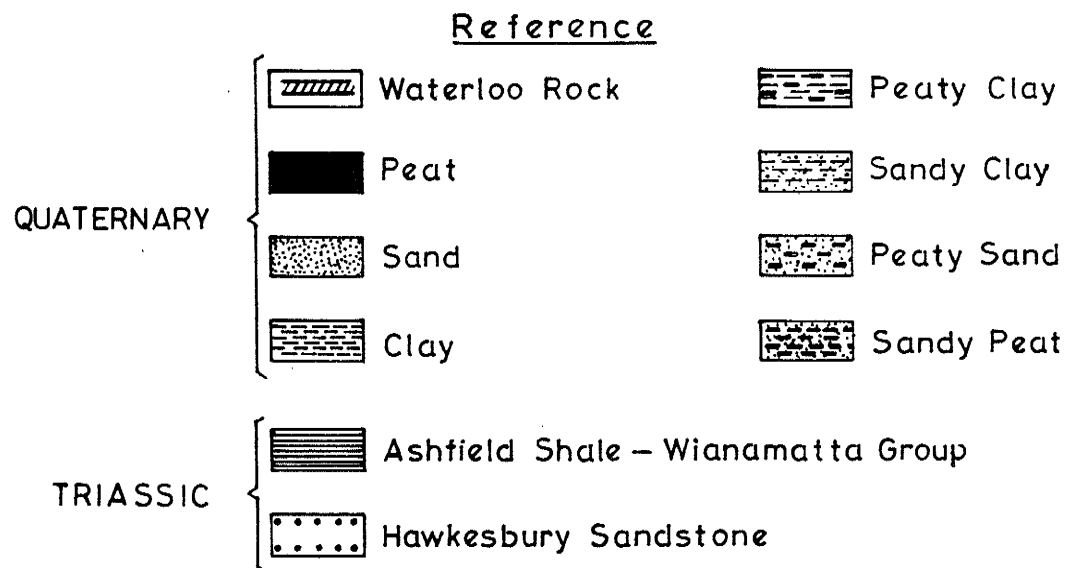 Reference
Waterloo Rock
Peaty Clay
Peat
Sandy Clay
QUATERNARY
Sand
Peaty Sand
Clay
Sandy Peat
Ashfield Shale – Wianamatta Group
TRIASSIC
Hawkesbury Sandstone